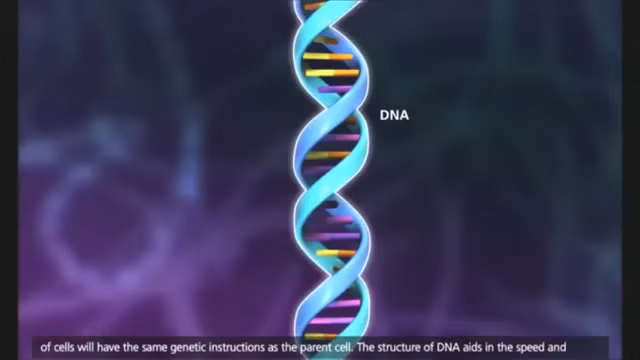 DNA
of cells will have the same genetic instructions as the parent cell. The structure of DNA aids in the speed and